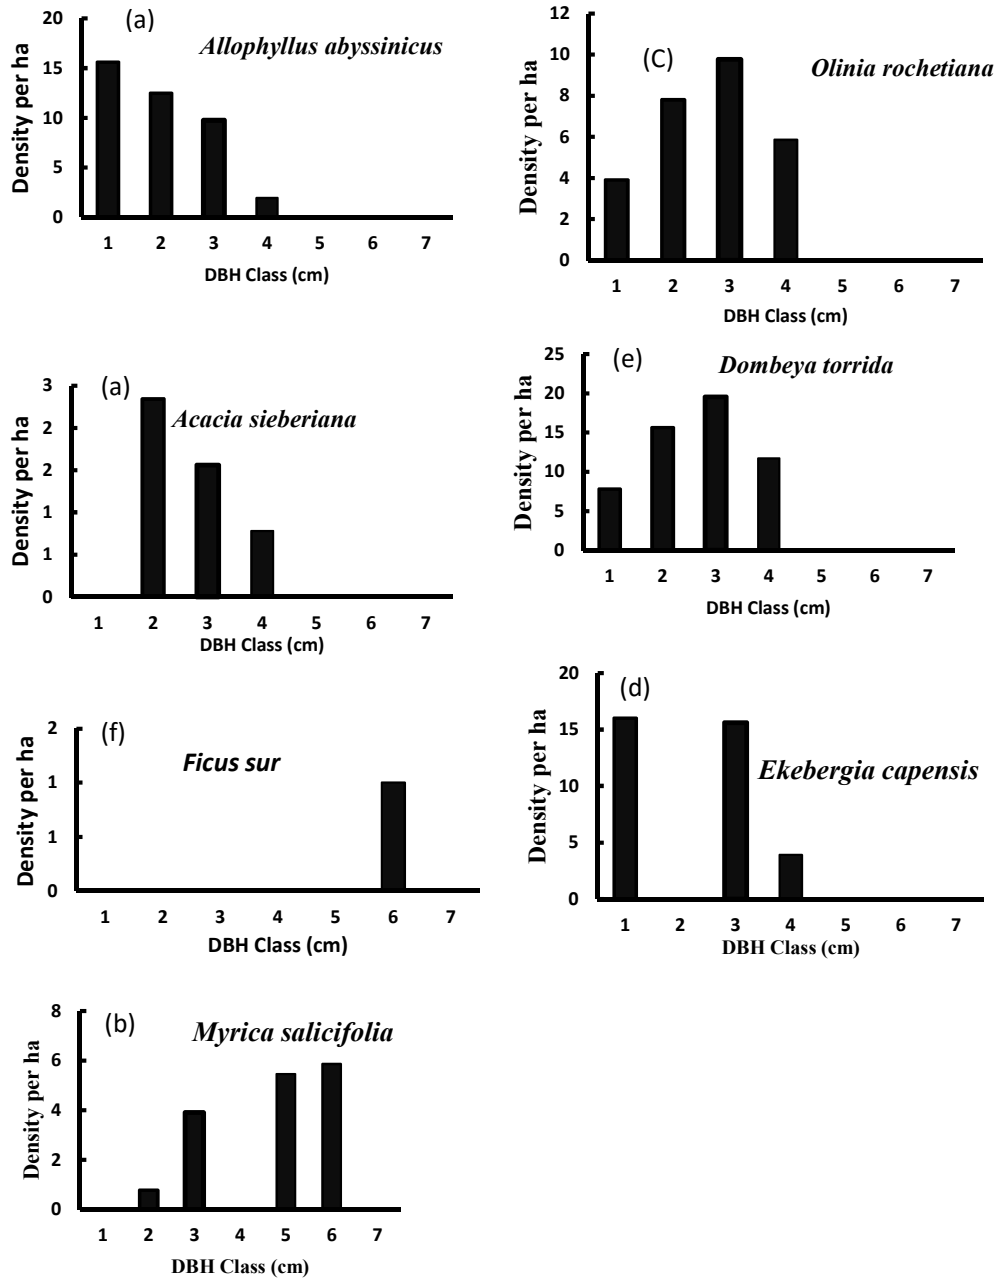 (a)
Allophyllus abyssinicus
Density per ha
20
15
10
5
0
1 2 3 4 5 6 7
DBH Class (cm)
(C)
Olinia rochetiana
Density per ha
12
10
8
6
4
2
0
1 2 3 4 5 6 7
DBH Class (cm)
(a)
Acacia sieberiana
Density per ha
3
2
2
1
1
0
1 2 3 4 5 6 7
DBH Class (cm)
(e)
Dombeya torrida
Density per ha
25
20
15
10
5
0
1 2 3 4 5 6 7
DBH Class (cm)
(f)
Ficus sur
Density per ha
2
1
1
0
1 2 3 4 5 6 7
DBH Class (cm)
(d)
Ekebergia capensis
Density per ha
20
15
10
5
0
1 2 3 4 5 6 7
DBH Class (cm)
(b)
Myrica salicifolia
Density per ha
8
6
4
2
0
1 2 3 4 5 6 7
DBH Class (cm)